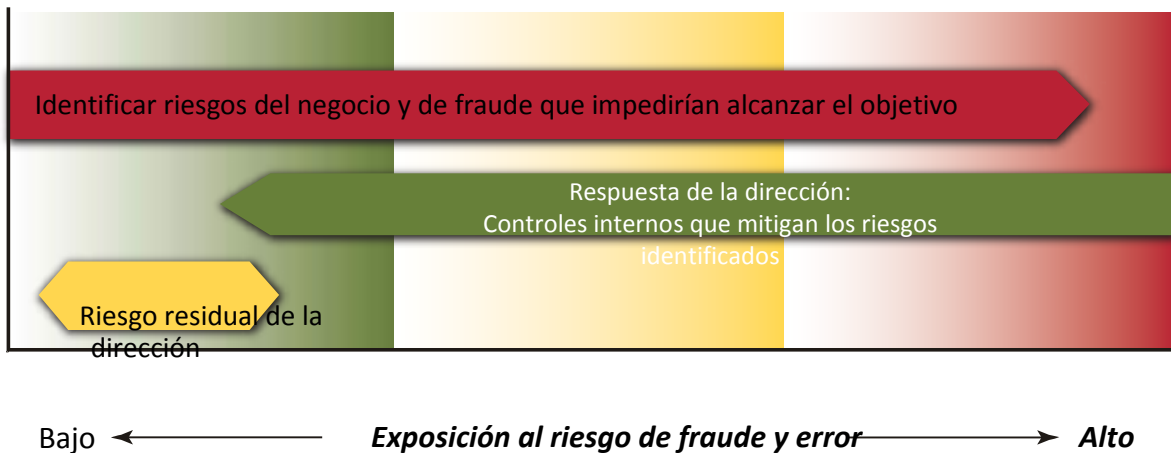 Identificar riesgos del negocio y de fraude que impedirían alcanzar el objetivo
Respuesta de la dirección:
Controles internos que mitigan los riesgos
identificados
Riesgo residual de la
dirección
Bajo Exposición al riesgo de fraude y error Alto